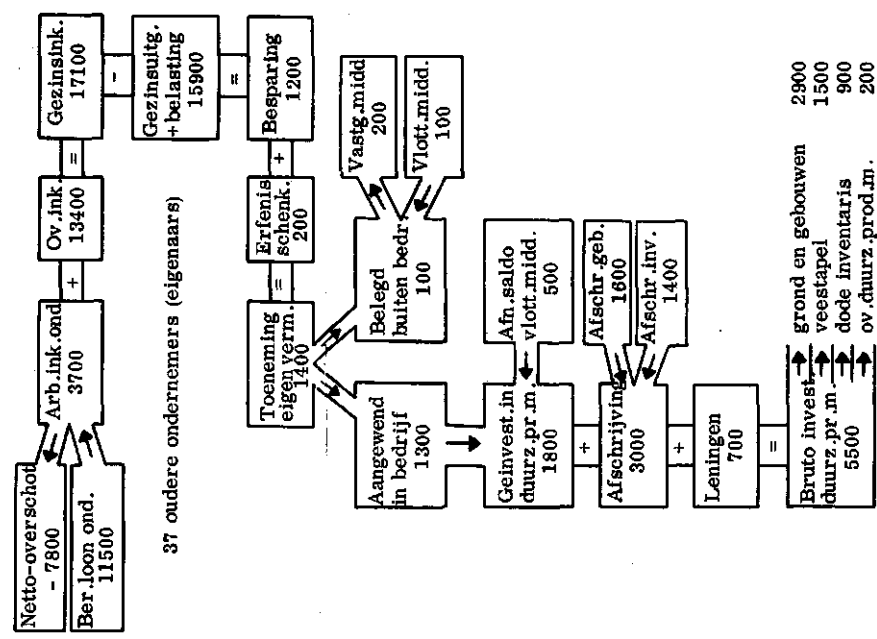 Netto-overschot
- 7800
Ber.loon ond.
11500
Arb.ink.ond.
3700
+
Ov.ink.
13400
=
Gezinsink.
17100
-
Gezinsuitg.
+belasting
15900
=
Besparing
1200
+
Erfenis
schenk.
200
=
Toeneming
eigen verm.
1400
37 oudere ondernemers (eigenaars)
Aangewend
in bedrijf
1300
Belegd
buiten bedr
100
Vastg.midd
200
Vlott.midd.
100
Geinvest.in
duurz.pr.m.
1800
Afn.saldo
vlott.midd.
500
+
Afschrijving
3000
Afschr.geb.
1600
Afschr.inv.
1400
+
Leningen
700
=
Bruto invest.
duurz.pr.m.
5500
grond en gebouwen 2900
veestapel 1500
dode inventaris 900
ov.duurz.prod.m. 200